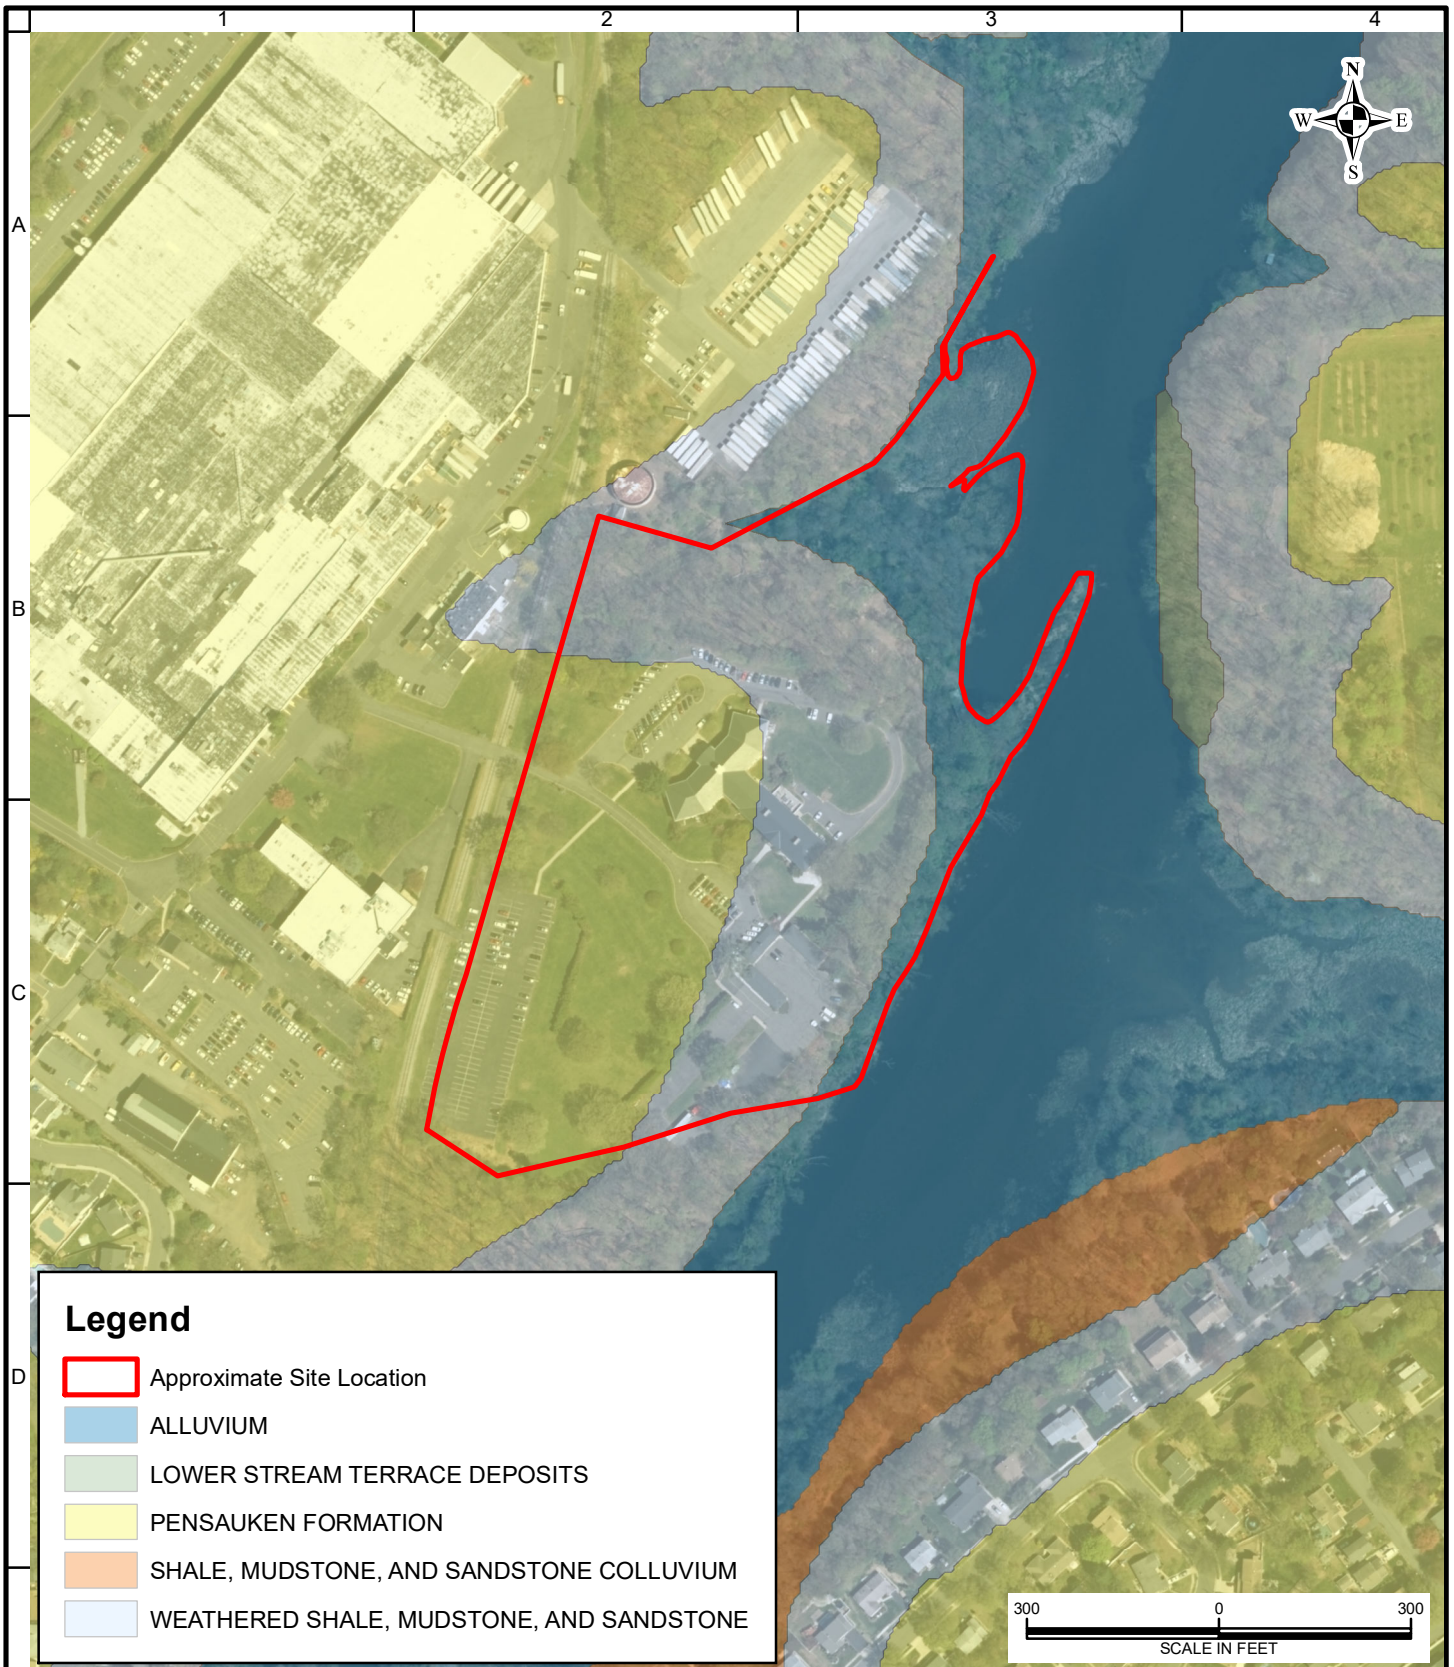 1 2 3 4
N
W E
S
A
B
C
D
Legend
Approximate Site Location
ALLUVIUM
LOWER STREAM TERRACE DEPOSITS
PENSAUKEN FORMATION
SHALE, MUDSTONE, AND SANDSTONE COLLUVIUM
WEATHERED SHALE, MUDSTONE, AND SANDSTONE
300 0 300
SCALE IN FEET